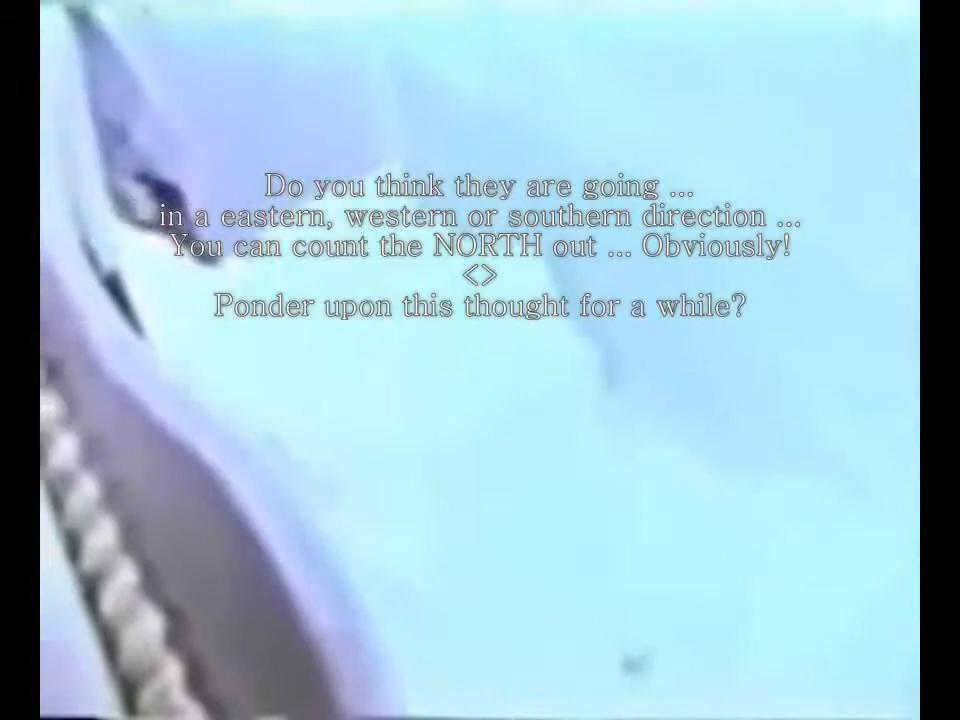 Do you think they are going ...
in a eastern, western or southern direction ...
You can count the NORTH out ... Obviously!
<>
Ponder upon this thought for a while?